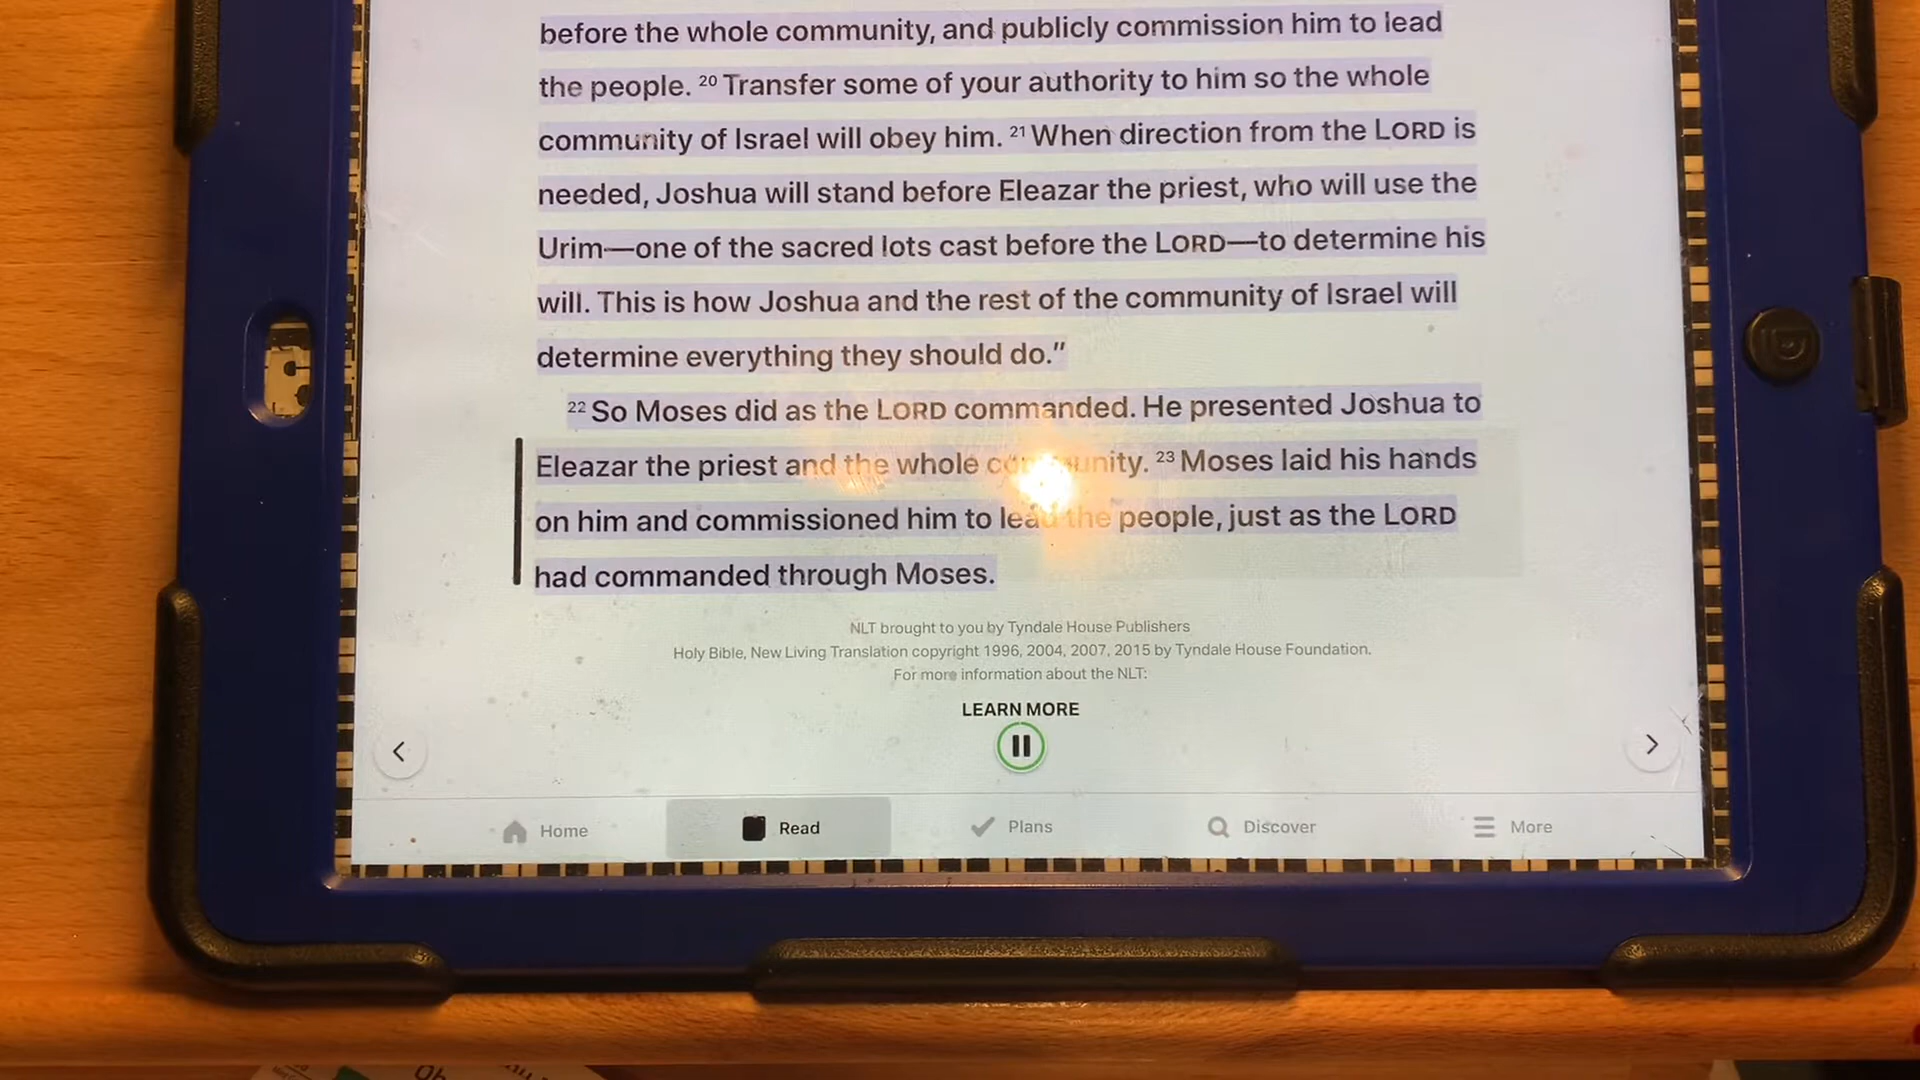 before the whole community, and publicly commission him to lead
the people. 20 Transfer some of your authority to him so the whole
community of Israel will obey him. 21 When direction from the LORD is
needed, Joshua will stand before Eleazar the priest, who will use the
Urim—one of the sacred lots cast before the LORD—to determine his
will. This is how Joshua and the rest of the community of Israel will
determine everything they should do.”
22 So Moses did as the LORD commanded. He presented Joshua to
Eleazar the priest and the whole community. 23 Moses laid his hands
on him and commissioned him to lead the people, just as the LORD
had commanded through Moses.
NLT brought to you by Tyndale House Publishers
Holy Bible, New Living Translation copyright 1996, 2004, 2007, 2015 by Tyndale House Foundation.
For more information about the NLT:
LEARN MORE
Home
Read
Plans
Discover
More